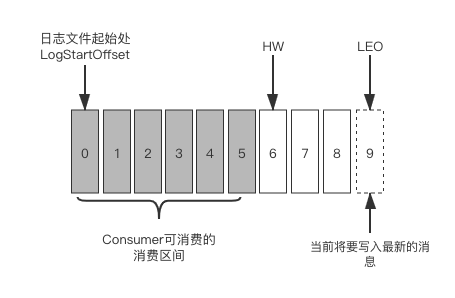 日志文件起始处
LogStartOffset
HW
LEO
0 1 2 3 4 5 6 7 8 9
Consumer可消费的
消费区间
当前将要写入最新的消
息